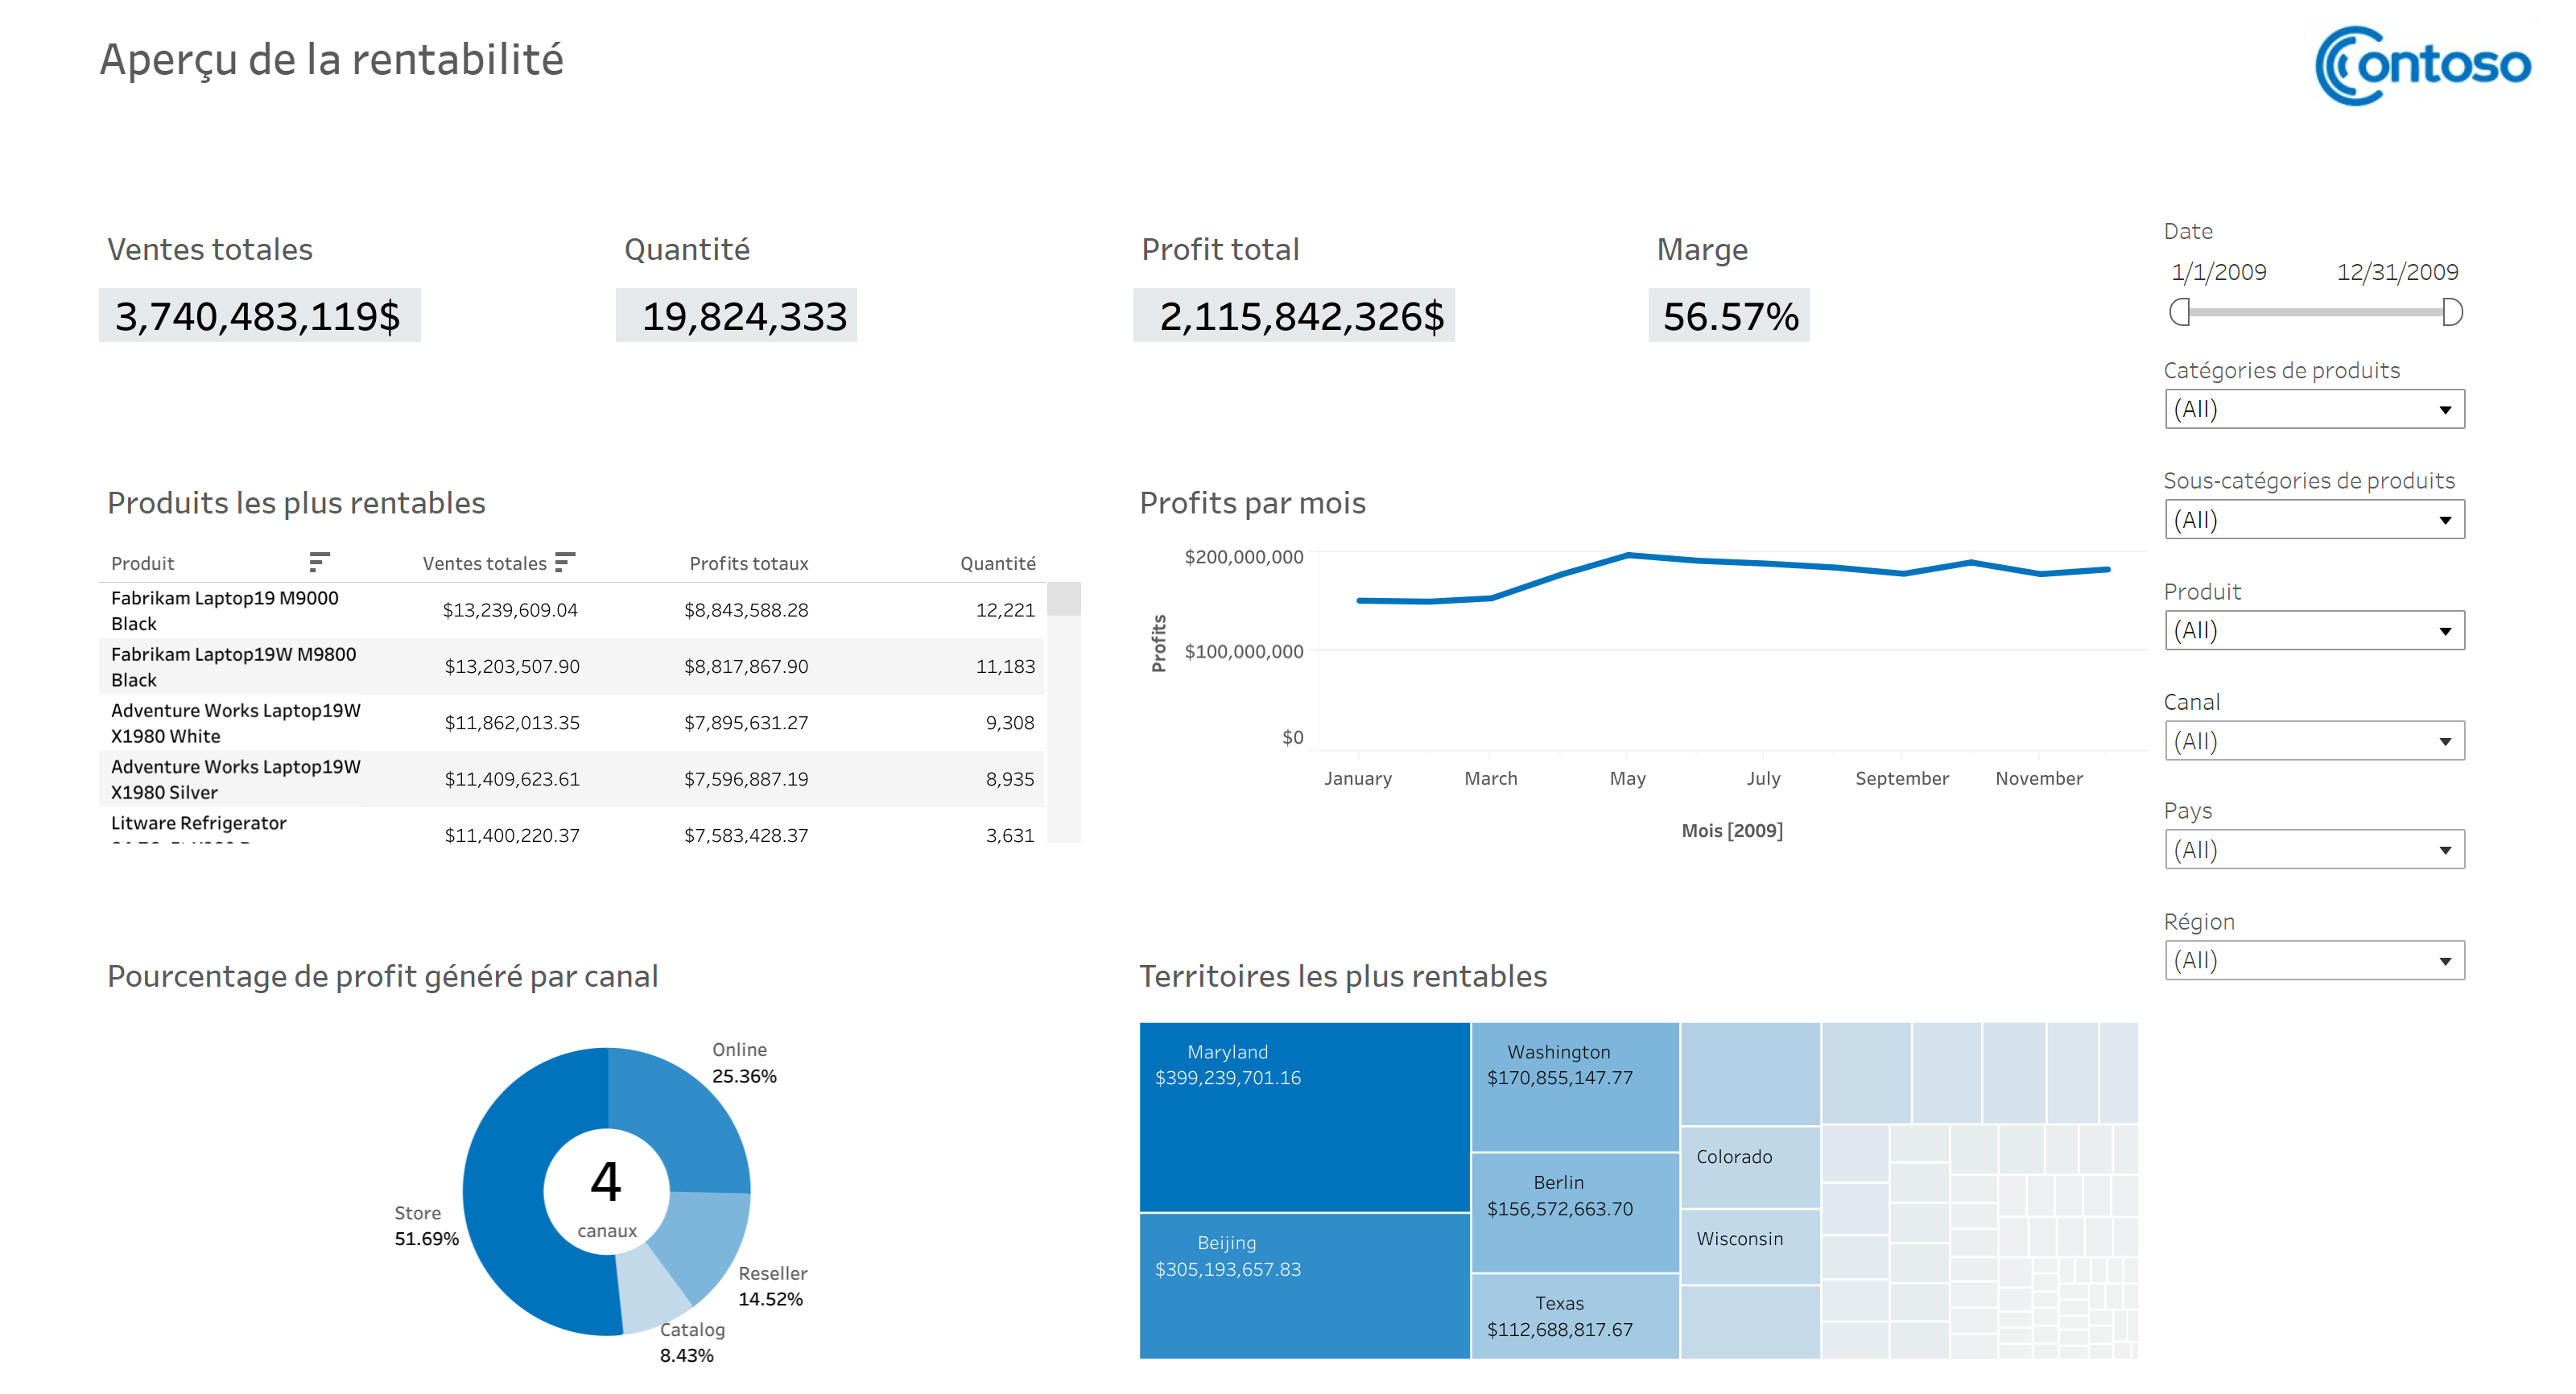 Aperçu de la rentabilité
Contoso
Ventes totales
3,740,483,119$
Quantité
19,824,333
Profit total
2,115,842,326$
Marge
56.57%
Date
1/1/2009 12/31/2009
Catégories de produits
(All)
Sous-catégories de produits
(All)
Produit
(All)
Canal
(All)
Pays
(All)
Région
(All)
Produits les plus rentables
Produit Ventes totales Profits totaux Quantité
Fabrikam Laptop19 M9000
Black
$13,239,609.04 $8,843,588.28 12,221
Fabrikam Laptop19W M9800
Black
$13,203,507.90 $8,817,867.90 11,183
Adventure Works Laptop19W
X1980 White
$11,862,013.35 $7,895,631.27 9,308
Adventure Works Laptop19W
X1980 Silver
$11,409,623.61 $7,596,887.19 8,935
Litware Refrigerator
$11,400,220.37 $7,583,428.37 3,631
Profits par mois
Profits
$200,000,000
$100,000,000
$0
January March May July September November
Mois [2009]
Pourcentage de profit généré par canal
Online
25.36%
Store
51.69%
4
canaux
Reseller
14.52%
Catalog
8.43%
Territoires les plus rentables
Maryland
$399,239,701.16
Beijing
$305,193,657.83
Washington
$170,855,147.77
Berlin
$156,572,663.70
Texas
$112,688,817.67
Colorado
Wisconsin